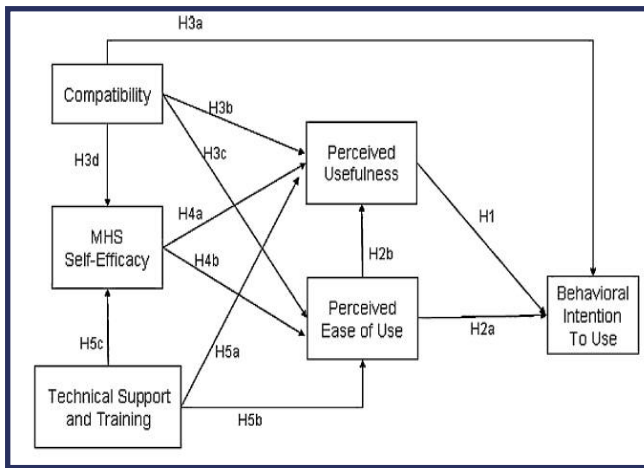 H3a
Compatibility
H3b
H3c
H3d
Perceived
Usefulness
H4a
H1
MHS
Self-Efficacy
H4b
H2b
Perceived
Ease of Use
Behavioral
Intention
To Use
H2a
H5c
H5a
Technical Support
and Training
H5b